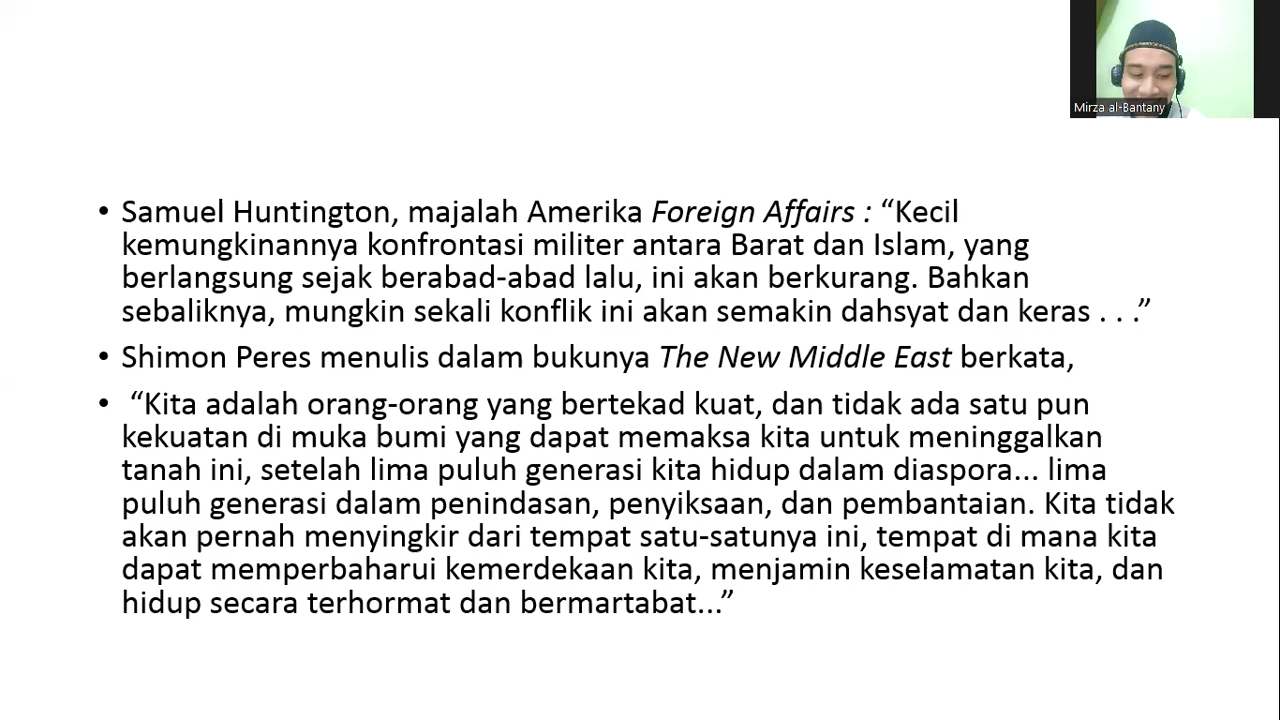 Mirza al-Bantany
• Samuel Huntington, majalah Amerika Foreign Affairs : “Kecil
kemungkinannya konfrontasi militer antara Barat dan Islam, yang
berlangsung sejak berabad-abad lalu, ini akan berkurang. Bahkan
sebaliknya, mungkin sekali konflik ini akan semakin dahsyat dan keras . . .”
• Shimon Peres menulis dalam bukunya The New Middle East berkata,
• “Kita adalah orang-orang yang bertekad kuat, dan tidak ada satu pun
kekuatan di muka bumi yang dapat memaksa kita untuk meninggalkan
tanah ini, setelah lima puluh generasi kita hidup dalam diaspora... lima
puluh generasi dalam penindasan, penyiksaan, dan pembantaian. Kita tidak
akan pernah menyingkir dari tempat satu-satunya ini, tempat di mana kita
dapat memperbaharui kemerdekaan kita, menjamin keselamatan kita, dan
hidup secara terhormat dan bermartabat...”